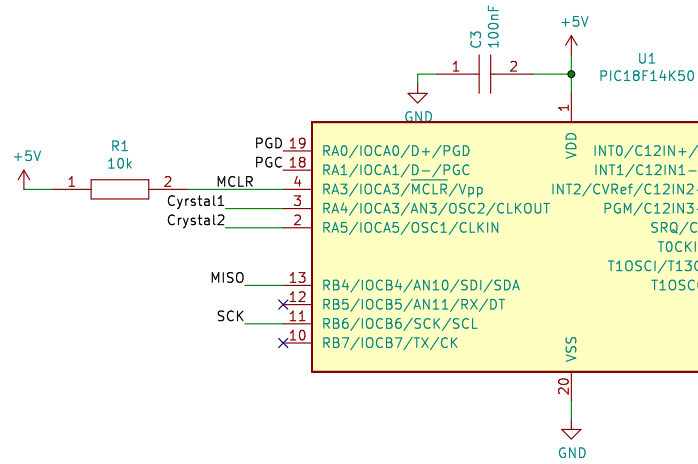 +5V
C3
100nF
1
2
U1
PIC18F14K50
GND
1
VDD
R1
10k
+5V
1
2
PGD 19 RA0/IOCA0/D+/PGD INT0/C12IN+/
PGC 18 RA1/IOCA1/D-/PGC INT1/C12IN1-
MCLR 4 RA3/IOCA3/MCLR/Vpp INT2/CVRef/C12IN2-
Cyrstal1 3 RA4/IOCA3/AN3/OSC2/CLKOUT PGM/C12IN3-
Crystal2 2 RA5/IOCA5/OSC1/CLKIN SRQ/C
T0CKI
T1OSCI/T13C
MISO 13 RB4/IOCB4/AN10/SDI/SDA T1OSC
12 RB5/IOCB5/AN11/RX/DT
SCK 11 RB6/IOCB6/SCK/SCL
10 RB7/IOCB7/TX/CK
VSS
20
GND